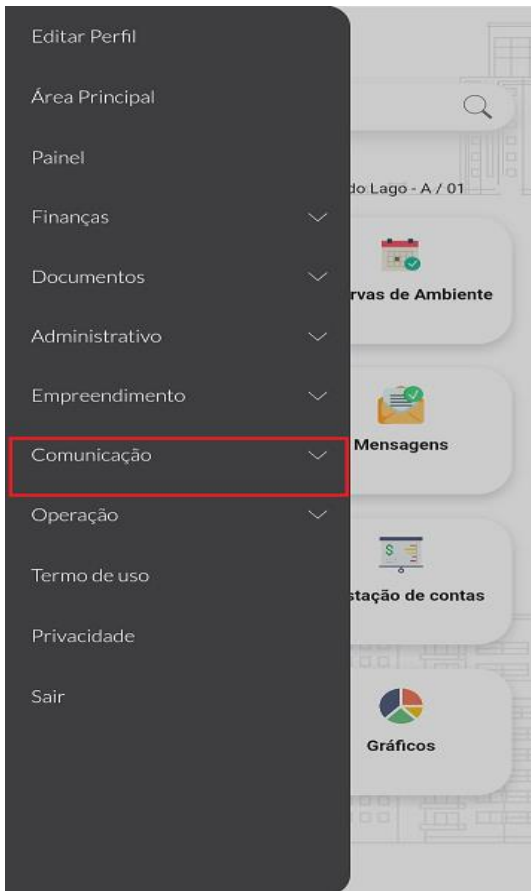 Editar Perfil
Área Principal
Painel
Finanças
Documentos
Administrativo
Empreendimento
Comunicação
Operação
Termo de uso
Privacidade
Sair
do Lago - A / 01
rvas de Ambiente
Mensagens
stação de contas
Gráficos